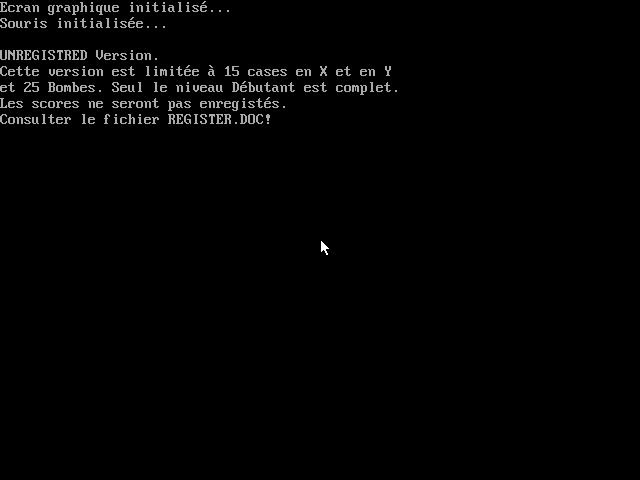 Ecran graphique initialisé...
Souris initialisée...
UNREGISTRED Version.
Cette version est limitée à 15 cases en X et en Y
et 25 Bombes. Seul le niveau Débutant est complet.
Les scores ne seront pas enregistés.
Consulter le fichier REGISTER.DOC!